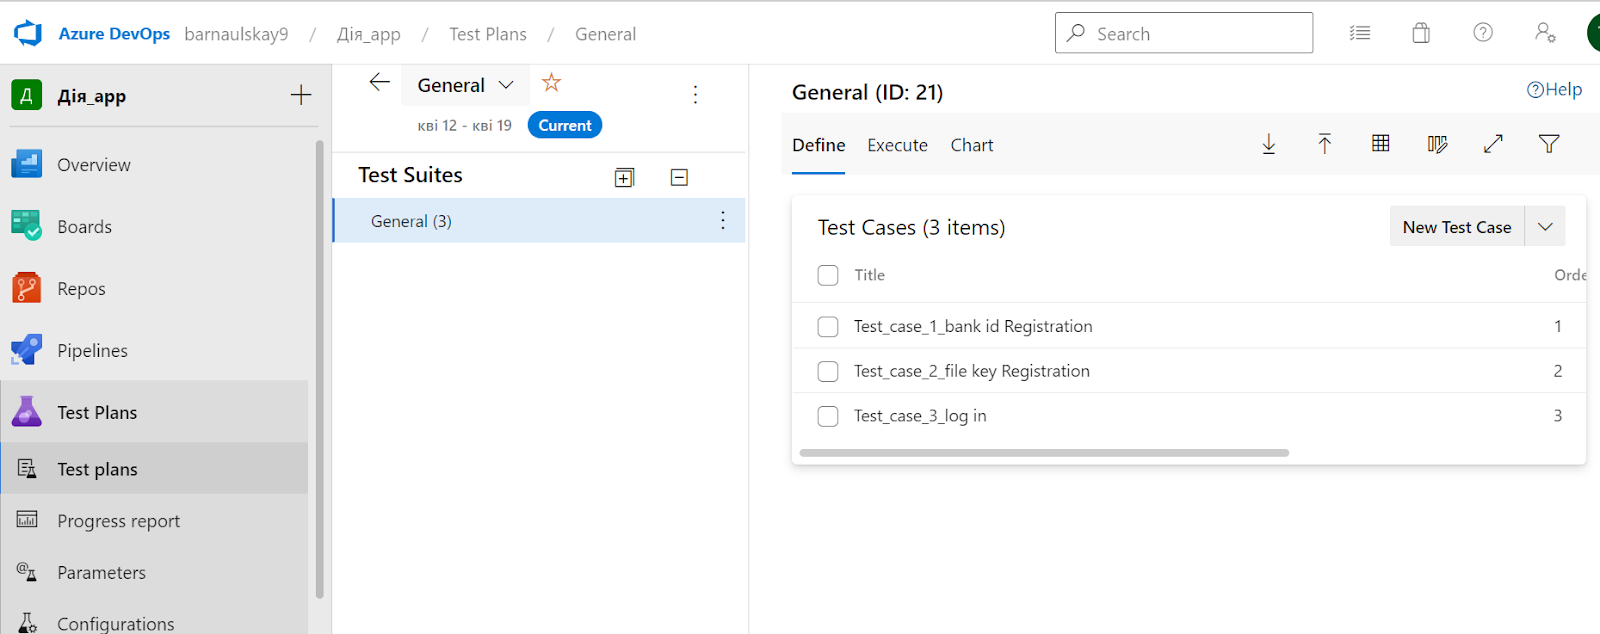 Azure DevOps barnaulskay9 / Дія_app / Test Plans / General
Search
Д Дія_app
Overview
Boards
Repos
Pipelines
Test Plans
Test plans
Progress report
Parameters
Configurations
General
кві 12 - кві 19 Current
Test Suites
General (3)
General (ID: 21)
Help
Define Execute Chart
Test Cases (3 items)
New Test Case
Title Orde
Test_case_1_bank id Registration 1
Test_case_2_file key Registration 2
Test_case_3_log in 3